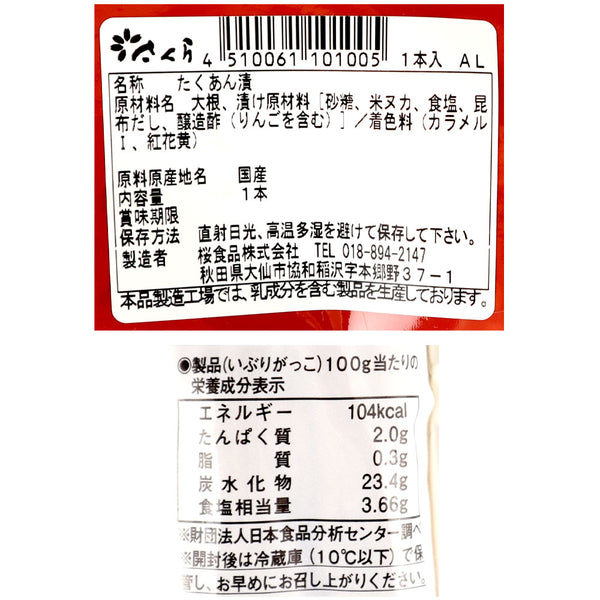 さくら 4 510061 101005 1本入 AL
名称 たくあん漬
原材料名 大根、漬け原材料［砂糖、米ヌカ、食塩、昆
布だし、醸造酢（りんごを含む）］／着色料（カラメル
Ⅰ、紅花黄）
原料原産地名 国産
内容量 1本
賞味期限
保存方法 直射日光、高温多湿を避けて保存して下さい。
製造者 桜食品株式会社 TEL 018-894-2147
秋田県大仙市協和稲沢字本郷野37-1
本品製造工場では、乳成分を含む製品を生産しております。
◉製品(いぶりがっこ)100g当たりの
栄養成分表示
エネルギー 104kcal
たんぱく質 2.0g
脂質 0.3g
炭水化物 23.4g
食塩相当量 3.66g
※財団法人日本食品分析センター調べ
※開封後は冷蔵庫(10℃以下)で保
管し、お早めにお召し上がりください。